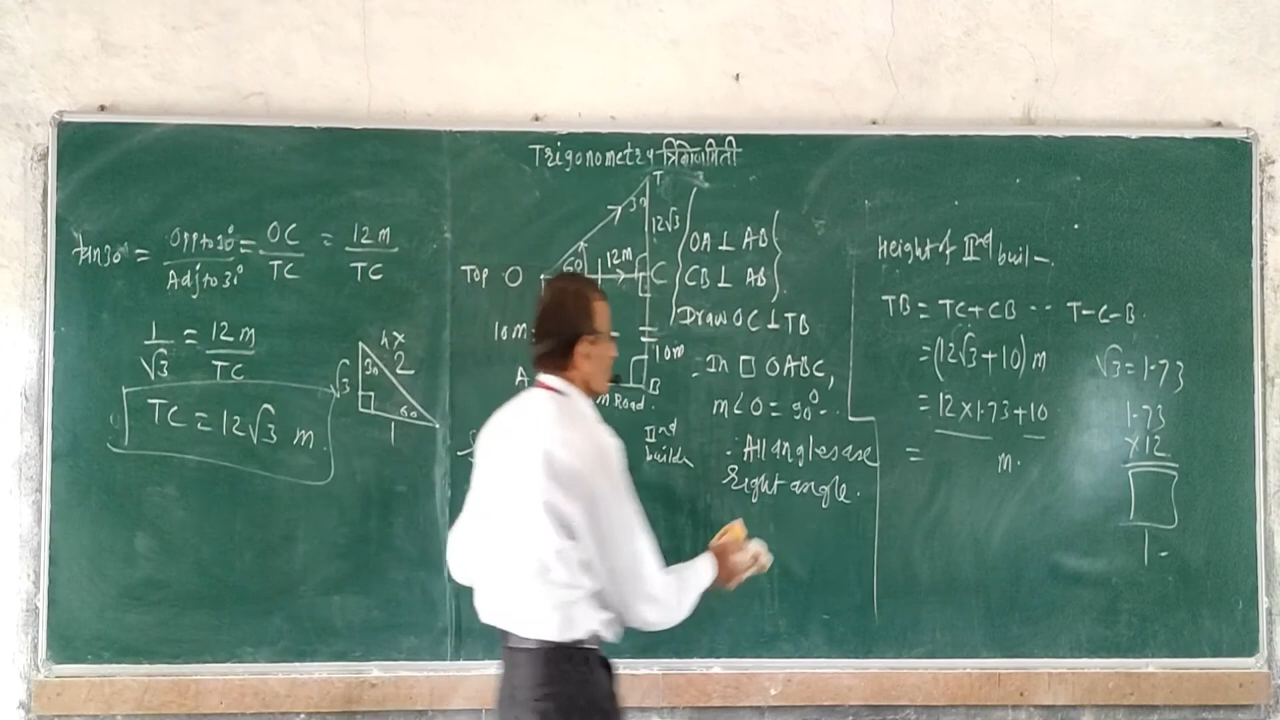 Trigonometry त्रिकोणमिती
tan30° = Opp to 30° / Adj to 30° = OC / TC = 12 m / TC
1 / √3 = 12 m / TC
TC = 12√3 m
√3
30
2
60
1
T
30
12√3
Top O
60
12m
C
10m
10m
A
B
m Road.
IInd
build
OA ⊥ AB
CB ⊥ AB
Draw OC ⊥ TB
In □ OABC,
m∠O = 90° --
All angles are
right angle.
Height of IInd buil-.
TB = TC + CB -- T-C-B.
= (12√3 + 10) m
= 12 × 1.73 + 10
= m.
√3 = 1.73
1.73
× 12
1 -